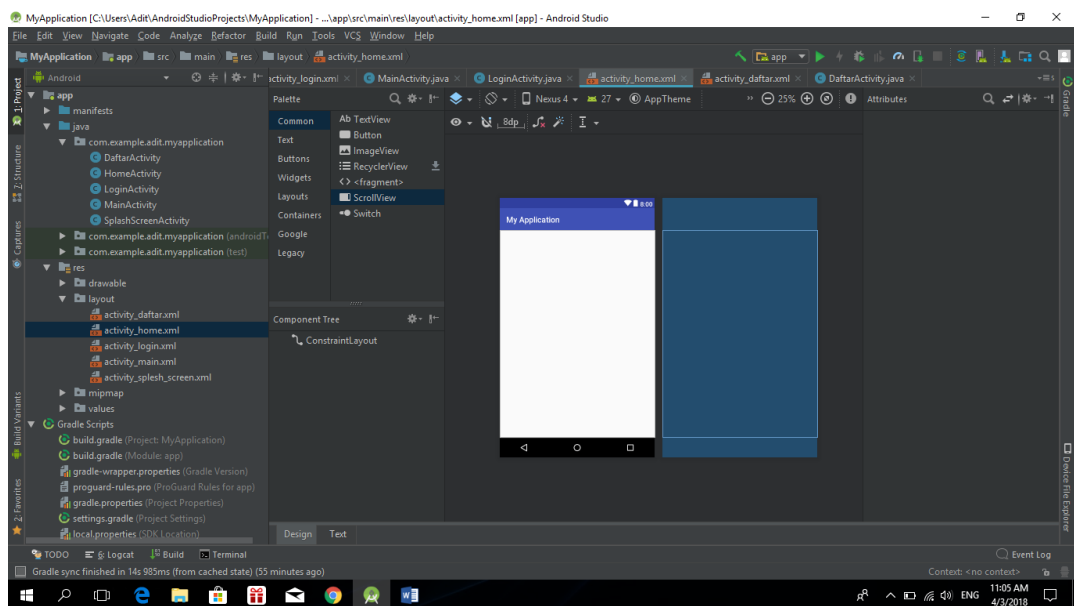 MyApplication [C:\Users\Adit\AndroidStudioProjects\MyApplication] - ...\app\src\main\res\layout\activity_home.xml [app] - Android Studio
File Edit View Navigate Code Analyze Refactor Build Run Tools VCS Window Help
MyApplication app src main res layout activity_home.xml
app
Android
ctivity_login.xml MainActivity.java LoginActivity.java activity_home.xml activity_daftar.xml DaftarActivity.java
1: Project
7: Structure
Captures
Build Variants
2: Favorites
app
manifests
java
com.example.adit.myapplication
DaftarActivity
HomeActivity
LoginActivity
MainActivity
SplashScreenActivity
com.example.adit.myapplication (androidT
com.example.adit.myapplication (test)
res
drawable
layout
activity_daftar.xml
activity_home.xml
activity_login.xml
activity_main.xml
activity_splesh_screen.xml
mipmap
values
Gradle Scripts
build.gradle (Project: MyApplication)
build.gradle (Module: app)
gradle-wrapper.properties (Gradle Version)
proguard-rules.pro (ProGuard Rules for app)
gradle.properties (Project Properties)
settings.gradle (Project Settings)
local.properties (SDK Location)
Palette
Common
Text
Buttons
Widgets
Layouts
Containers
Google
Legacy
Ab TextView
Button
ImageView
RecyclerView
<> <fragment>
ScrollView
Switch
Component Tree
ConstraintLayout
Nexus 4 27 AppTheme » 25%
8dp
8:00
My Application
Attributes
Gradle
Device File Explorer
Design Text
TODO 6: Logcat Build Terminal Event Log
Gradle sync finished in 14s 985ms (from cached state) (55 minutes ago) Context: <no context>
ENG 11:05 AM
4/3/2018